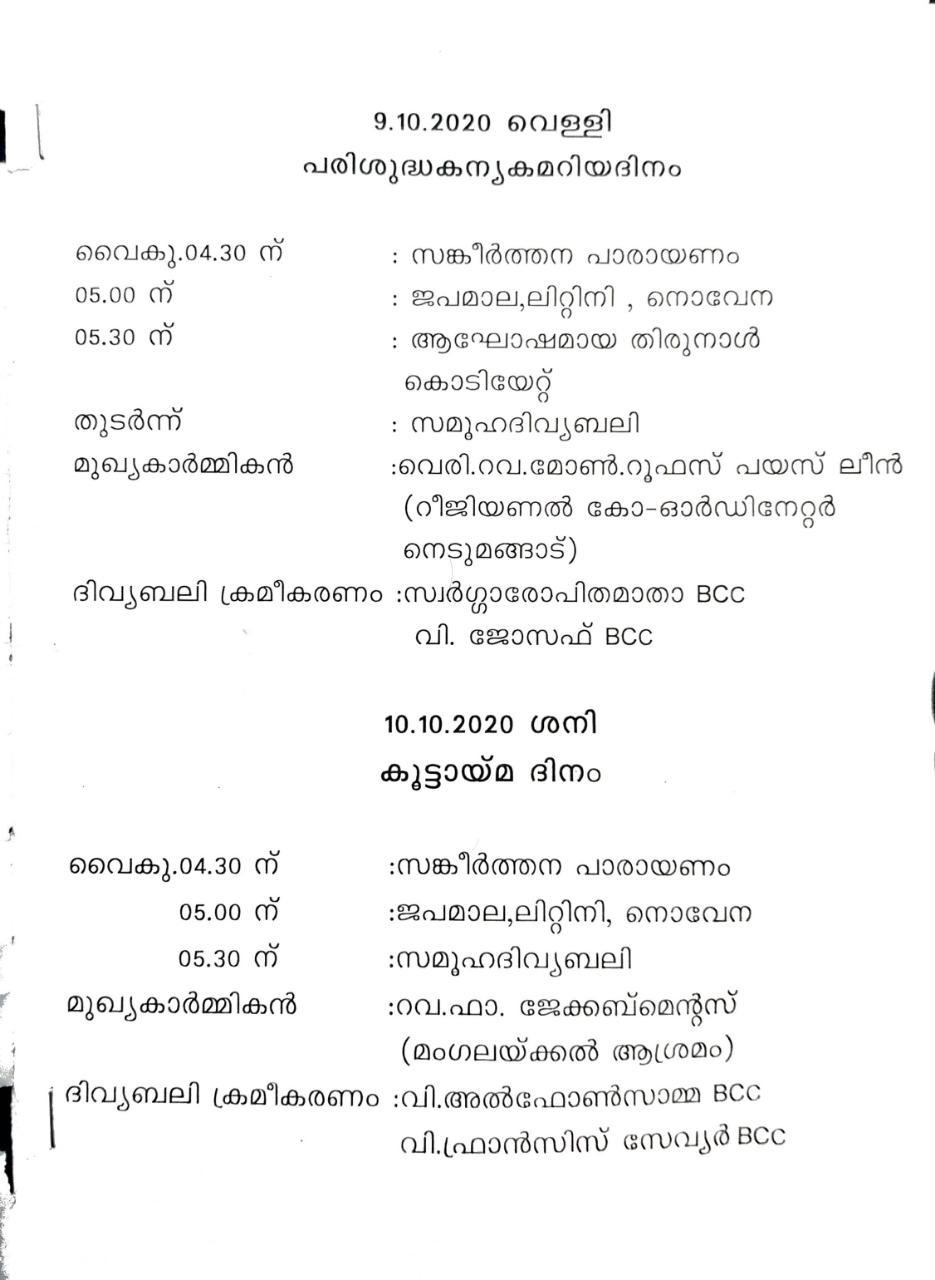 9.10.2020 വെള്ളി
പരിശുദ്ധകന്യകമറിയദിനം
വൈകു.04.30 ന് : സങ്കീർത്തന പാരായണം
05.00 ന് : ജപമാല,ലിറ്റിനി , നൊവേന
05.30 ന് : ആഘോഷമായ തിരുനാൾ
കൊടിയേറ്റ്
തുടർന്ന് : സമൂഹദിവ്യബലി
മുഖ്യകാർമ്മികൻ :വെരി.റവ.മോൺ.റൂഫസ് പയസ് ലീൻ
(റീജിയണൽ കോ-ഓർഡിനേറ്റർ
നെടുമങ്ങാട്)
ദിവ്യബലി ക്രമീകരണം :സ്വർഗ്ഗാരോപിതമാതാ BCC
വി. ജോസഫ് BCC
10.10.2020 ശനി
കൂട്ടായ്മ ദിനം
വൈകു.04.30 ന് :സങ്കീർത്തന പാരായണം
05.00 ന് :ജപമാല,ലിറ്റിനി, നൊവേന
05.30 ന് :സമൂഹദിവ്യബലി
മുഖ്യകാർമ്മികൻ :റവ.ഫാ. ജേക്കബ്മെന്റസ്
(മംഗലയ്ക്കൽ ആശ്രമം)
ദിവ്യബലി ക്രമീകരണം :വി.അൽഫോൺസാമ്മ BCC
വി.ഫ്രാൻസിസ് സേവ്യർ BCC